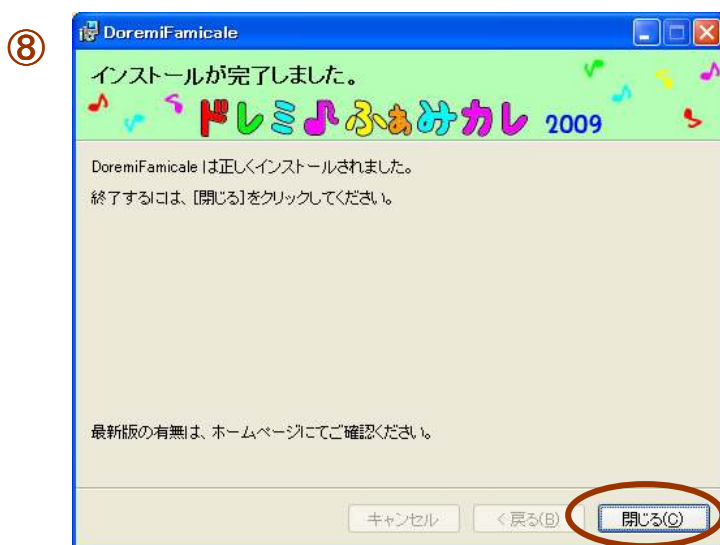 ⑧
DoremiFamicale
インストールが完了しました。
ドレミ♪ふぁみカレ 2009
DoremiFamicale は正しくインストールされました。
終了するには、[閉じる]をクリックしてください。
最新版の有無は、ホームページにてご確認ください。
キャンセル <戻る(B) 閉じる(C)